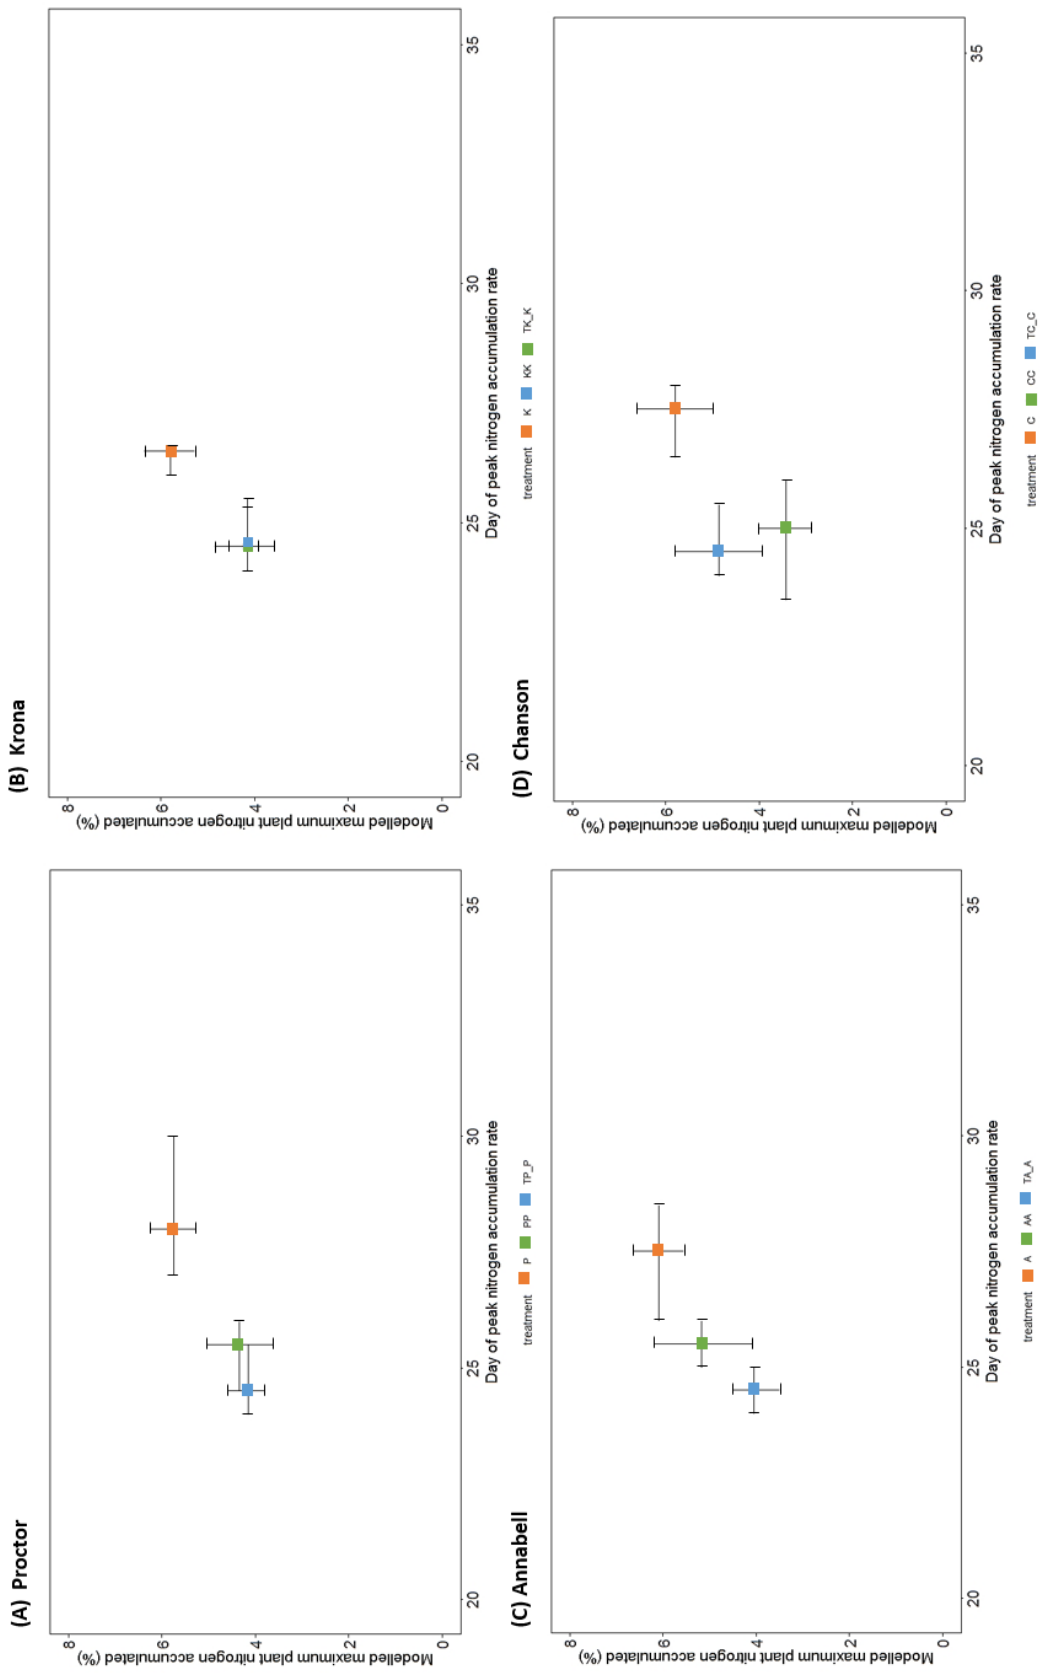 (A) Proctor
Modelled maximum plant nitrogen accumulated (%)
8
6
4
2
0
20
25
30
35
Day of peak nitrogen accumulation rate
treatment P PP TP_P
(B) Krona
Modelled maximum plant nitrogen accumulated (%)
8
6
4
2
0
20
25
30
35
Day of peak nitrogen accumulation rate
treatment K KK TK_K
(C) Annabell
Modelled maximum plant nitrogen accumulated (%)
8
6
4
2
0
20
25
30
35
Day of peak nitrogen accumulation rate
treatment A AA TA_A
(D) Chanson
Modelled maximum plant nitrogen accumulated (%)
8
6
4
2
0
20
25
30
35
Day of peak nitrogen accumulation rate
treatment C CC TC_C